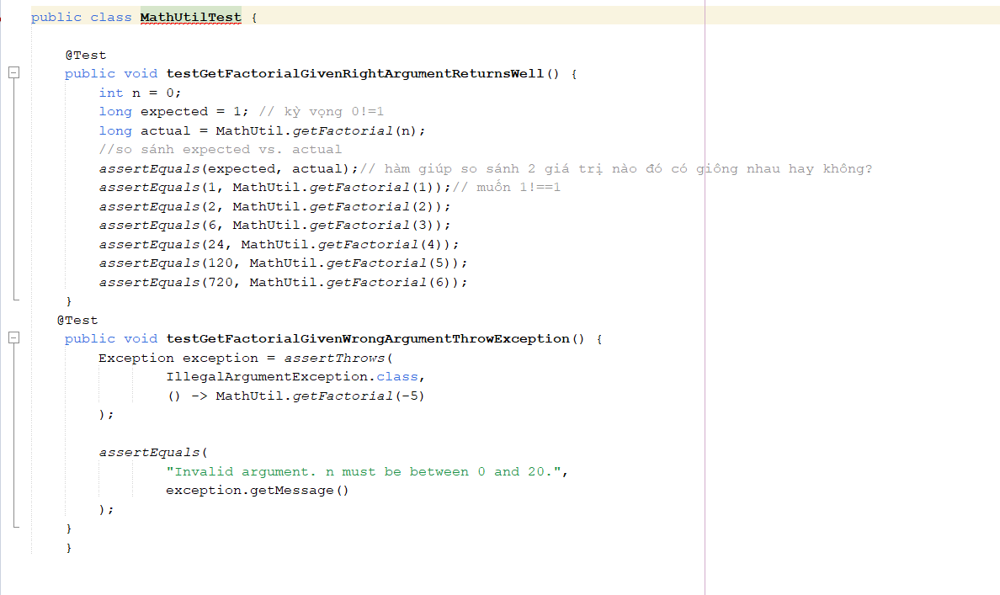 public class MathUtilTest {
@Test
public void testGetFactorialGivenRightArgumentReturnsWell() {
int n = 0;
long expected = 1; // kỳ vọng 0!=1
long actual = MathUtil.getFactorial(n);
//so sánh expected vs. actual
assertEquals(expected, actual);// hàm giúp so sánh 2 giá trị nào đó có giông nhau hay không?
assertEquals(1, MathUtil.getFactorial(1));// muốn 1!==1
assertEquals(2, MathUtil.getFactorial(2));
assertEquals(6, MathUtil.getFactorial(3));
assertEquals(24, MathUtil.getFactorial(4));
assertEquals(120, MathUtil.getFactorial(5));
assertEquals(720, MathUtil.getFactorial(6));
}
@Test
public void testGetFactorialGivenWrongArgumentThrowException() {
Exception exception = assertThrows(
IllegalArgumentException.class,
() -> MathUtil.getFactorial(-5)
);
assertEquals(
"Invalid argument. n must be between 0 and 20.",
exception.getMessage()
);
}
}